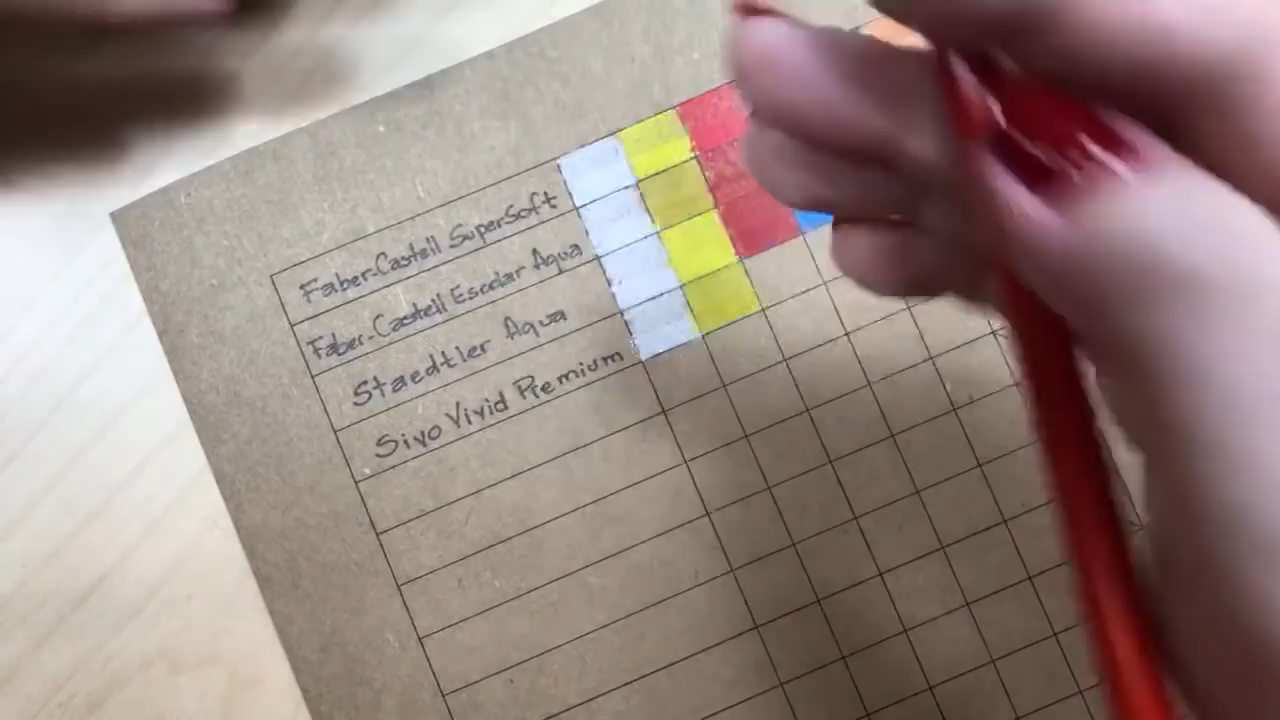 Faber-Castell SuperSoft
Faber-Castell Escolar Aqua
Staedtler Aqua
Sivo Vivid Premium